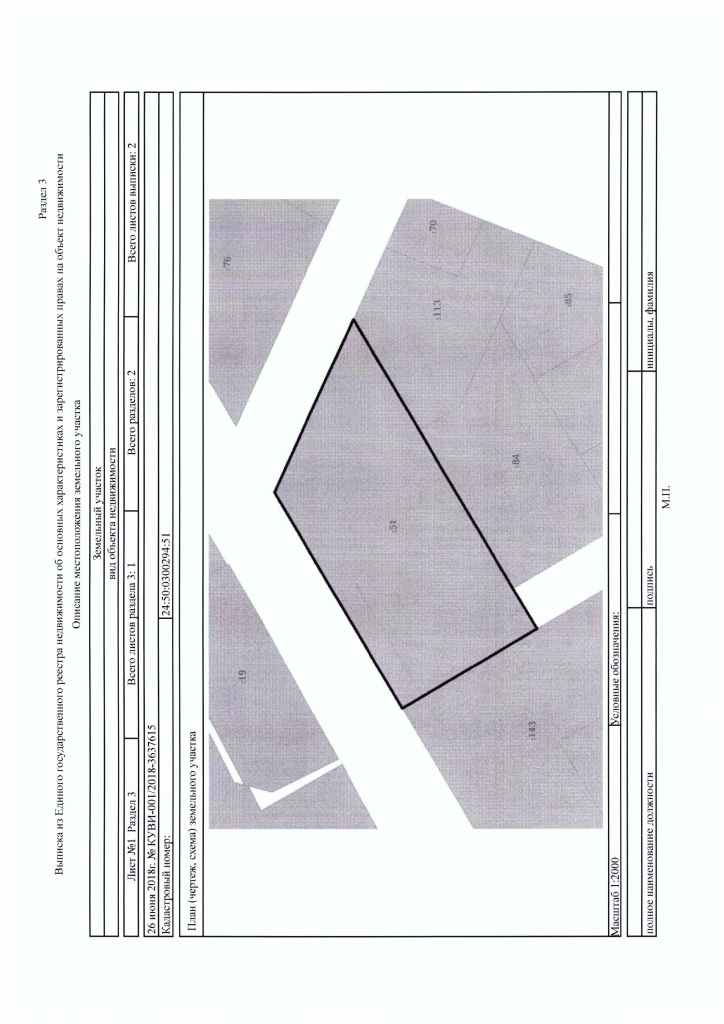 Раздел 3
Выписка из Единого государственного реестра недвижимости об основных характеристиках и зарегистрированных правах на объект недвижимости
Описание местоположения земельного участка
Земельный участок
вид объекта недвижимости
Лист №1 Раздел 3 Всего листов раздела 3: 1 Всего разделов: 2 Всего листов выписки: 2
26 июня 2018г. № КУВИ-001/2018-3637615
Кадастровый номер: 24:50:0300294:51
План (чертеж, схема) земельного участка
:76
:19
:70
:113
:51
:85
:84
:143
Масштаб 1:2000 Условные обозначения:
полное наименование должности подпись инициалы, фамилия
М.П.